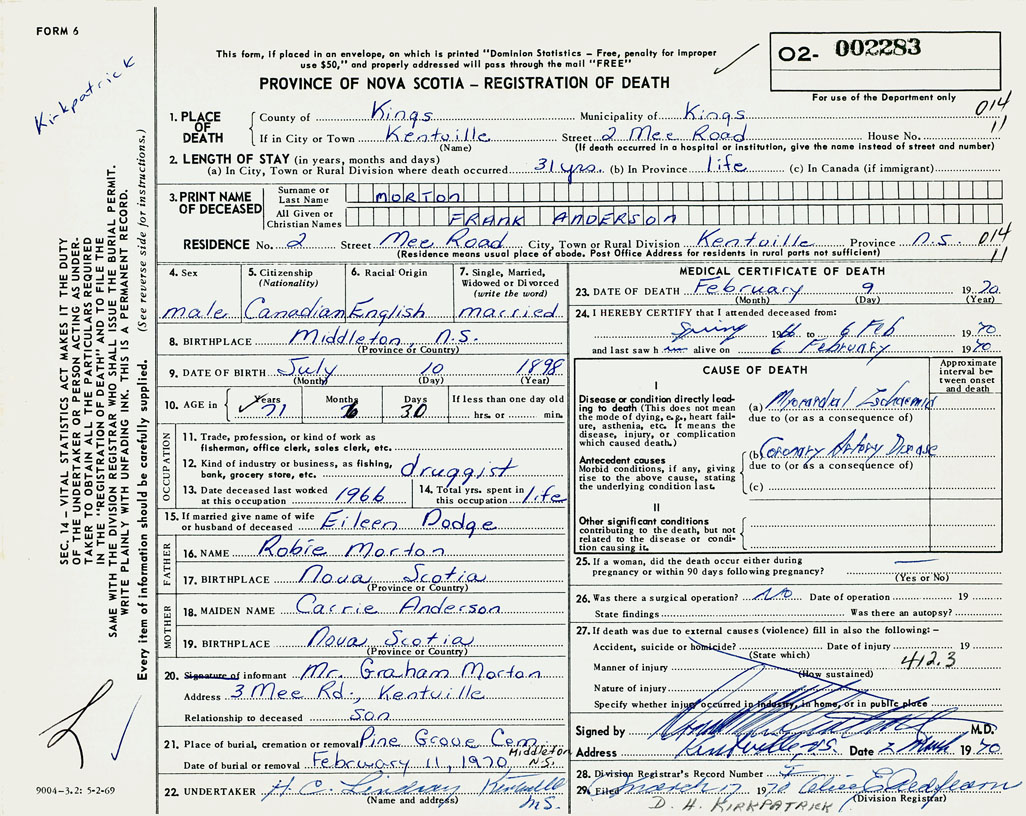 FORM 6
Kirkpatrick
This form, if placed in an envelope, on which is printed "Dominion Statistics – Free, penalty for improper
use $50," and properly addressed will pass through the mail "FREE"
PROVINCE OF NOVA SCOTIA – REGISTRATION OF DEATH
O2- 002283
For use of the Department only
014
11
1. PLACE OF DEATH
County of Kings Municipality of Kings
If in City or Town Kentville Street 2 Mee Road House No.
(Name) (If death occurred in a hospital or institution, give the name instead of street and number)
2. LENGTH OF STAY (in years, months and days)
(a) In City, Town or Rural Division where death occurred 31 yrs. (b) In Province life (c) In Canada (if immigrant)
3. PRINT NAME OF DECEASED
Surname or Last Name MORTON
All Given or Christian Names FRANK ANDERSON
RESIDENCE No. 2 Street Mee Road City, Town or Rural Division Kentville Province N.S. 014
11
(Residence means usual place of abode. Post Office Address for residents in rural parts not sufficient)
4. Sex male
5. Citizenship (Nationality) Canadian
6. Racial Origin English
7. Single, Married, Widowed or Divorced (write the word) married
8. BIRTHPLACE Middleton, N.S.
(Province or Country)
9. DATE OF BIRTH July 10 1898
(Month) (Day) (Year)
10. AGE in Years 71 Months 6 Days 30 If less than one day old
hrs. or min.
OCCUPATION
11. Trade, profession, or kind of work as
fisherman, office clerk, sales clerk, etc.
12. Kind of industry or business, as fishing,
bank, grocery store, etc. druggist
13. Date deceased last worked
at this occupation 1966
14. Total yrs. spent in
this occupation life
15. If married give name of wife
or husband of deceased Eileen Dodge
FATHER
16. NAME Robie Morton
17. BIRTHPLACE Nova Scotia
(Province or Country)
MOTHER
18. MAIDEN NAME Carrie Anderson
19. BIRTHPLACE Nova Scotia
(Province or Country)
20. Signature of informant Mr. Graham Morton
Address 3 Mee Rd., Kentville
Relationship to deceased son
21. Place of burial, cremation or removal Pine Grove Cem.
Middleton N.S.
Date of burial or removal February 11, 1970
22. UNDERTAKER H. C. Lindsay Kentville
N.S.
(Name and address)
MEDICAL CERTIFICATE OF DEATH
23. DATE OF DEATH February 9 1970
(Month) (Day) (Year)
24. I HEREBY CERTIFY that I attended deceased from:
Spring 1966 to 6 Feb 1970
and last saw him alive on 6 February 1970
CAUSE OF DEATH
Approximate interval between onset and death
I
Disease or condition directly leading to death (This does not mean the mode of dying, e.g., heart failure, asthenia, etc. It means the disease, injury, or complication which caused death.)
(a) Myocardial Ischaemia
due to (or as a consequence of)
Antecedent causes
Morbid conditions, if any, giving rise to the above cause, stating the underlying condition last.
(b) Coronary Artery Disease
due to (or as a consequence of)
(c)
II
Other significant conditions
contributing to the death, but not related to the disease or condition causing it.
25. If a woman, did the death occur either during
pregnancy or within 90 days following pregnancy? —
(Yes or No)
26. Was there a surgical operation? No Date of operation 19
State findings Was there an autopsy?
27. If death was due to external causes (violence) fill in also the following: –
Accident, suicide or homicide? Date of injury 19
(State which) 412.3
Manner of injury
(How sustained)
Nature of injury
Specify whether injury occurred in industry, in home, or in public place
Signed by M.D.
Address Kentville, N.S. Date 2 March 1970
28. Division Registrar's Record Number
29. Filed March 17 1970
D. H. KIRKPATRICK (Division Registrar)
SEC. 14 – VITAL STATISTICS ACT MAKES IT THE DUTY
OF THE UNDERTAKER OR PERSON ACTING AS UNDER-
TAKER TO OBTAIN ALL THE PARTICULARS REQUIRED
IN THE "REGISTRATION OF DEATH" AND TO FILE THE
SAME WITH THE DIVISION REGISTRAR WHO SHALL ISSUE THE BURIAL PERMIT.
WRITE PLAINLY WITH UNFADING INK. THIS IS A PERMANENT RECORD.
Every item of information should be carefully supplied. (See reverse side for instructions.)
9004-3.2: 5-2-69